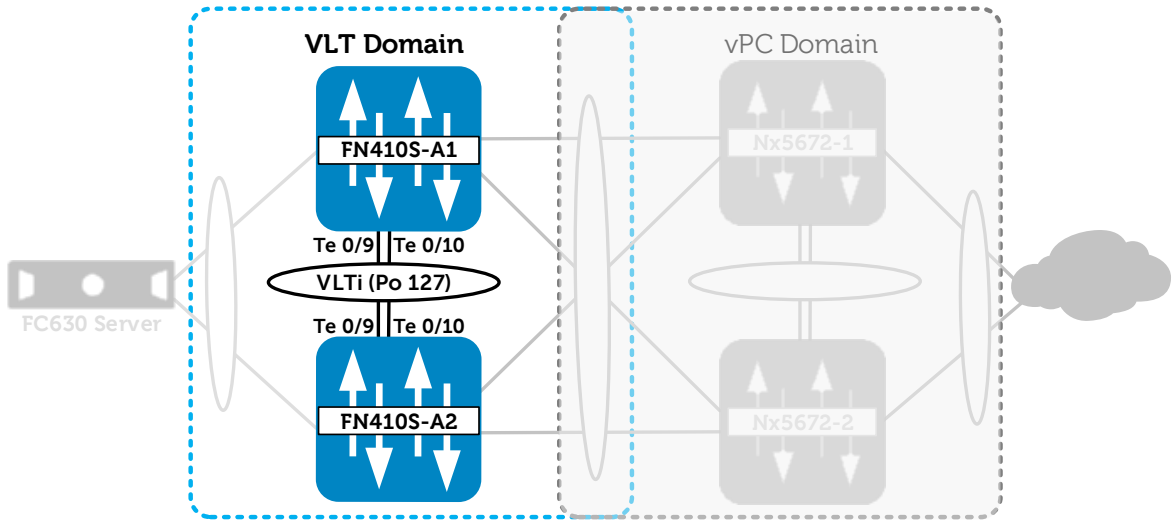 VLT Domain
vPC Domain
FN410S-A1
Nx5672-1
Te 0/9 Te 0/10
VLTi (Po 127)
FC630 Server
Te 0/9 Te 0/10
FN410S-A2
Nx5672-2